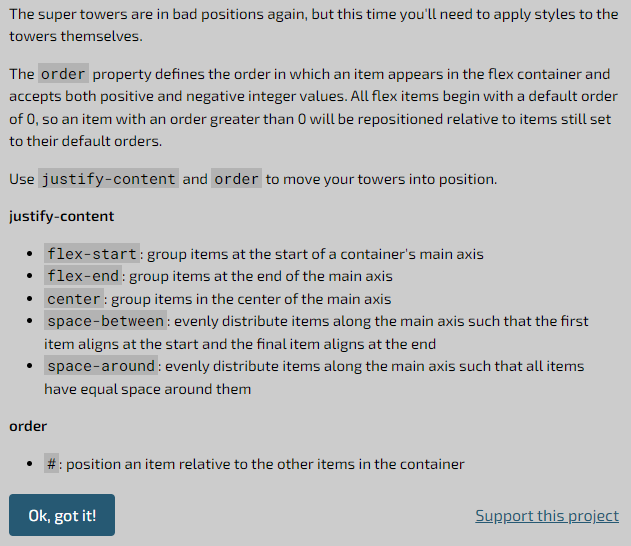 The super towers are in bad positions again, but this time you'll need to apply styles to the
towers themselves.
The order property defines the order in which an item appears in the flex container and
accepts both positive and negative integer values. All flex items begin with a default order
of 0, so an item with an order greater than 0 will be repositioned relative to items still set
to their default orders.
Use justify-content and order to move your towers into position.
justify-content
• flex-start: group items at the start of a container's main axis
• flex-end: group items at the end of the main axis
• center: group items in the center of the main axis
• space-between: evenly distribute items along the main axis such that the first
item aligns at the start and the final item aligns at the end
• space-around: evenly distribute items along the main axis such that all items
have equal space around them
order
• #: position an item relative to the other items in the container
Ok, got it!
Support this project